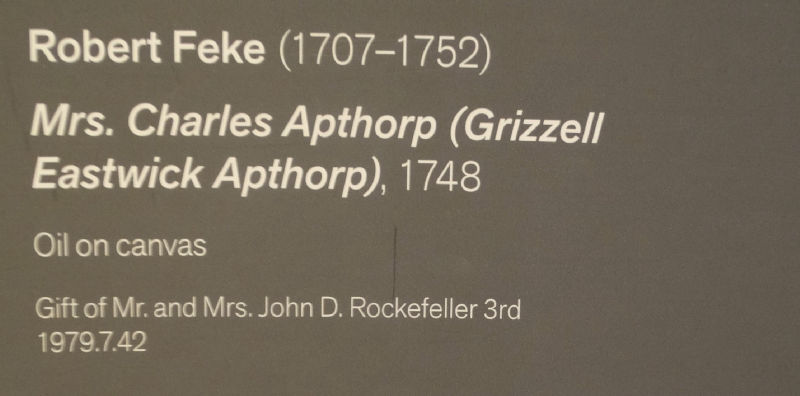 Robert Feke (1707–1752)
Mrs. Charles Apthorp (Grizzell
Eastwick Apthorp), 1748
Oil on canvas
Gift of Mr. and Mrs. John D. Rockefeller 3rd
1979.7.42